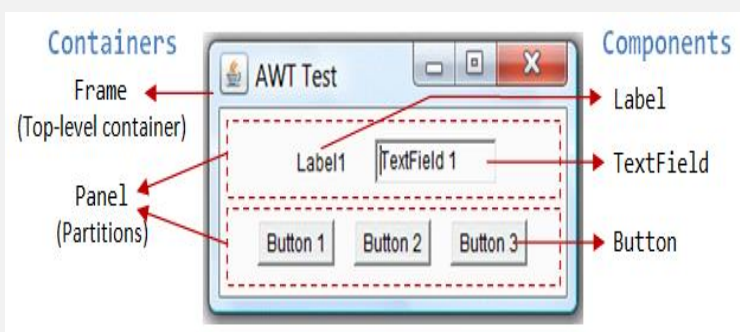 Containers
Components
Frame
(Top-level container)
AWT Test
Label
Label1
TextField 1
TextField
Panel
(Partitions)
Button 1
Button 2
Button 3
Button